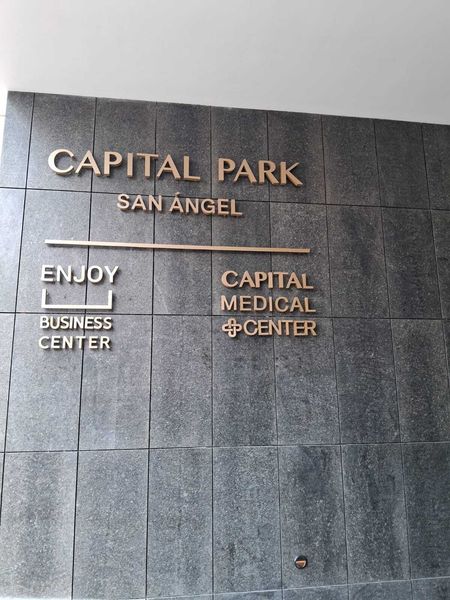 CAPITAL PARK
SAN ÁNGEL
ENJOY
BUSINESS
CENTER
CAPITAL
MEDICAL
CENTER